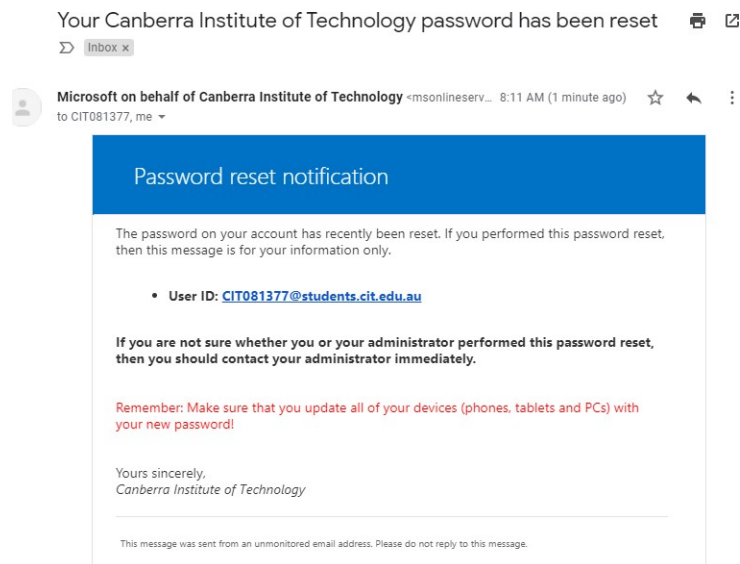 Your Canberra Institute of Technology password has been reset
Inbox x
Microsoft on behalf of Canberra Institute of Technology <msonlineserv... 8:11 AM (1 minute ago)
to CIT081377, me
Password reset notification
The password on your account has recently been reset. If you performed this password reset,
then this message is for your information only.
• User ID: CIT081377@students.cit.edu.au
If you are not sure whether you or your administrator performed this password reset,
then you should contact your administrator immediately.
Remember: Make sure that you update all of your devices (phones, tablets and PCs) with
your new password!
Yours sincerely,
Canberra Institute of Technology
This message was sent from an unmonitored email address. Please do not reply to this message.